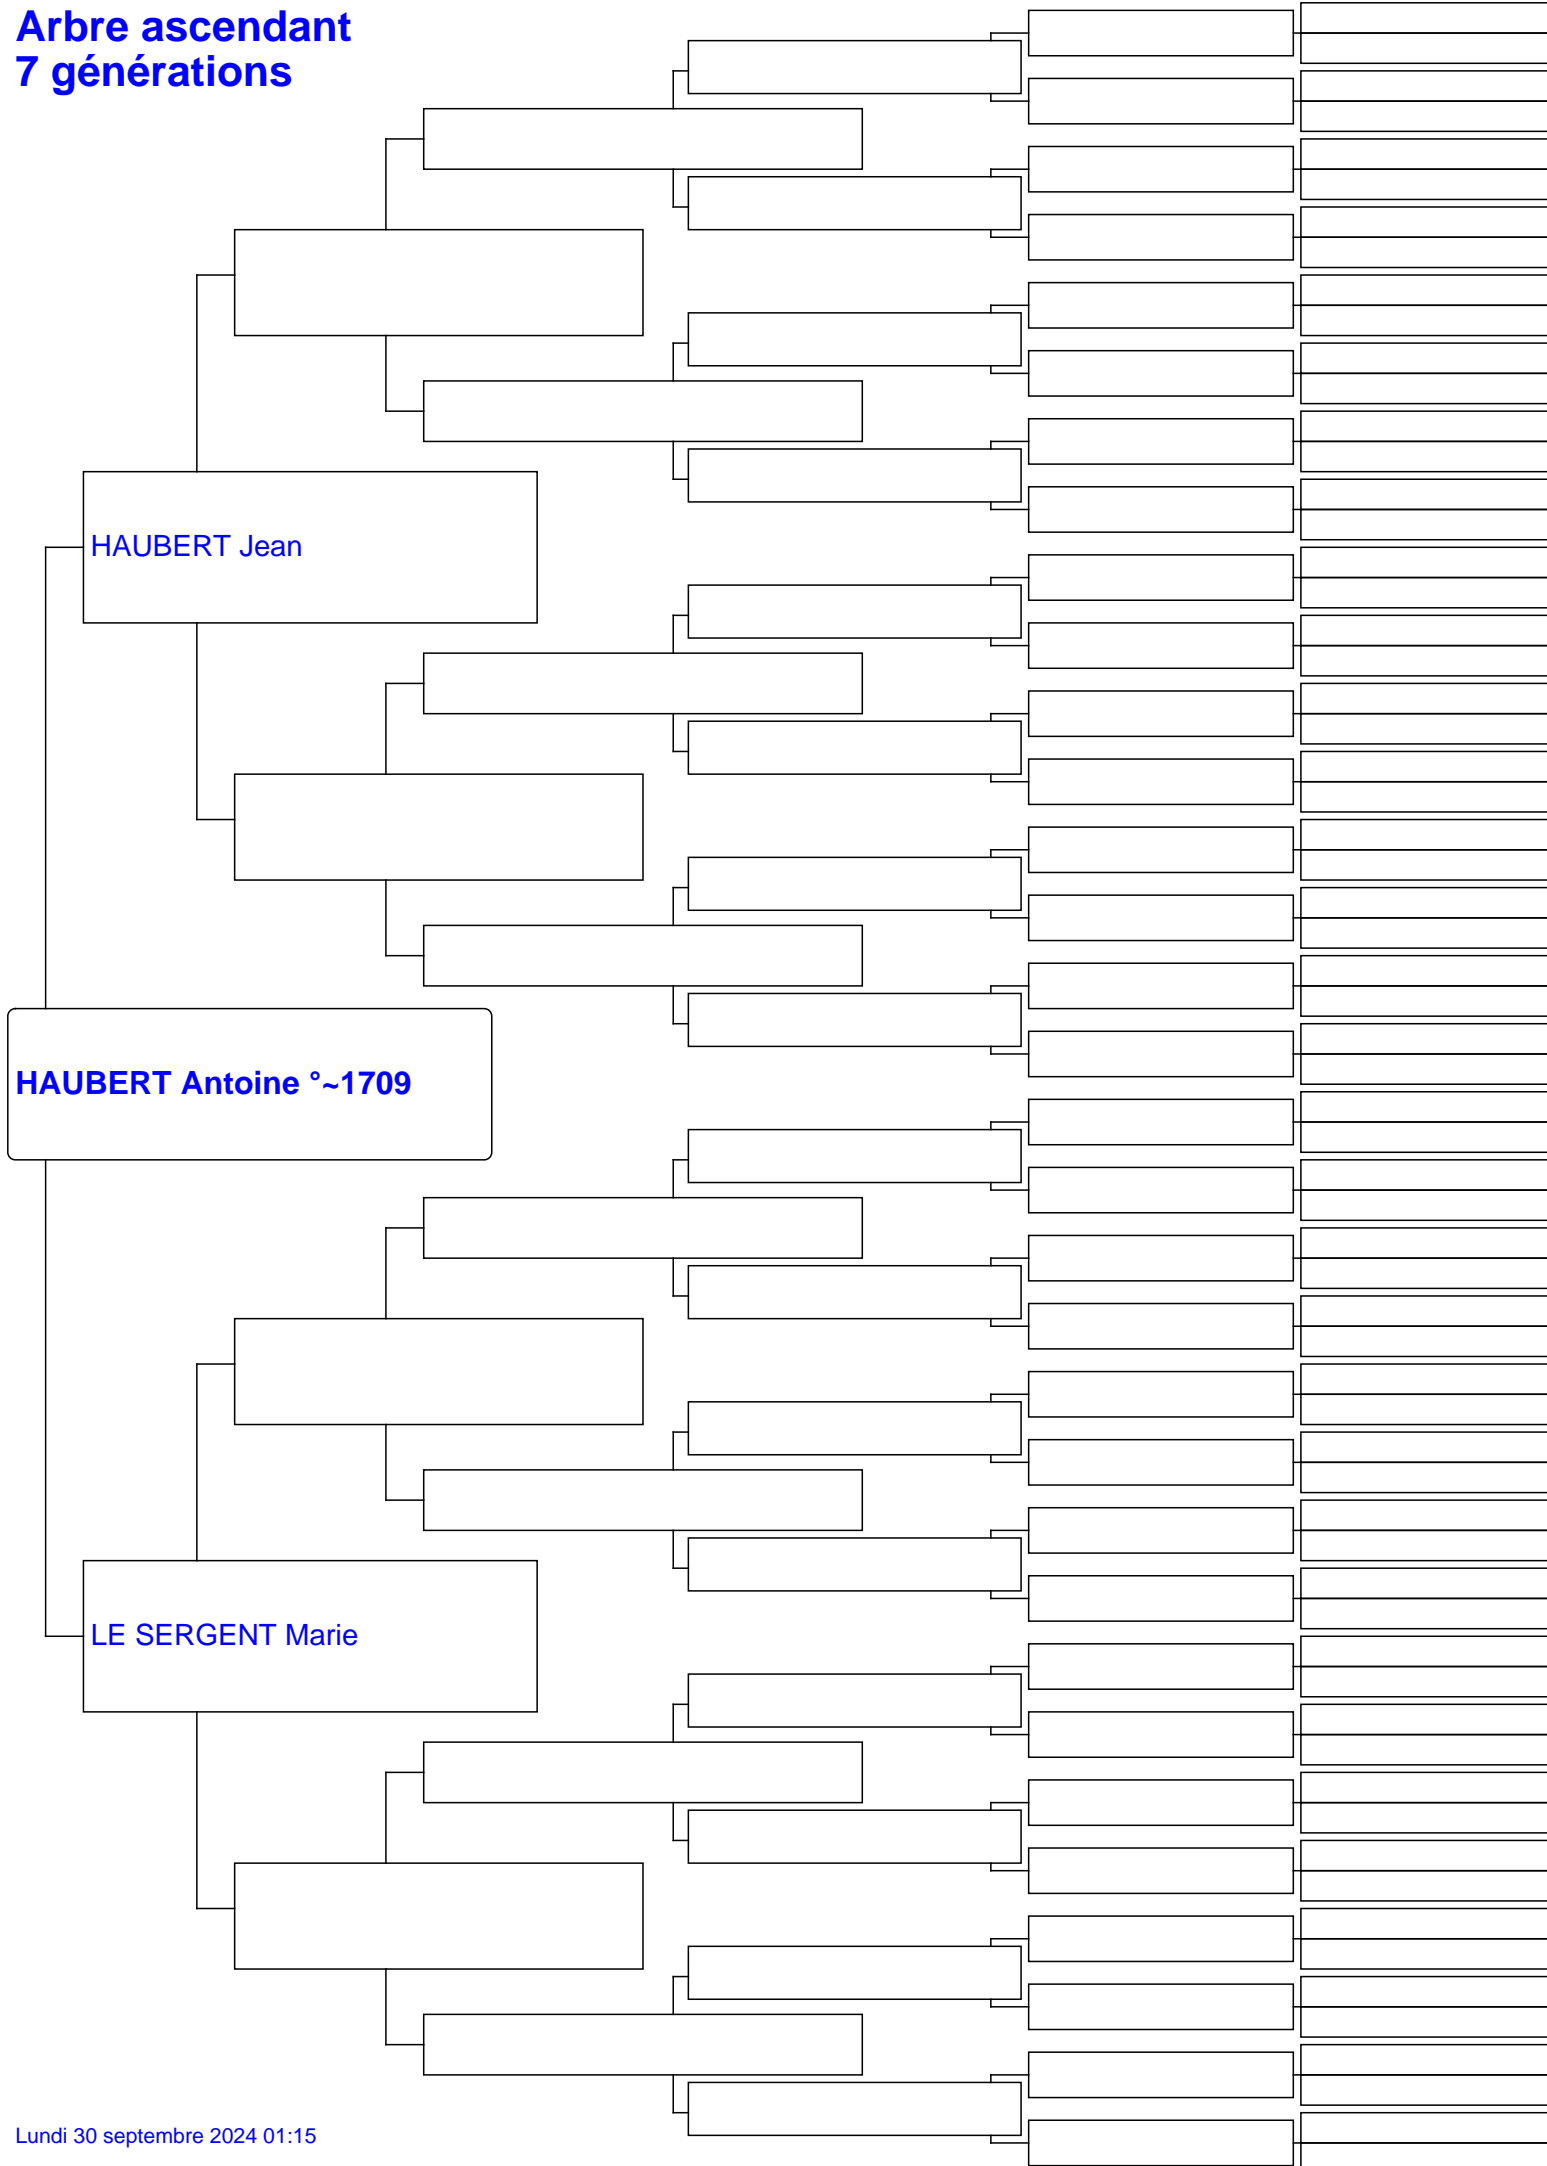 Arbre ascendant
7 générations
HAUBERT Jean
HAUBERT Antoine °~1709
LE SERGENT Marie
Lundi 30 septembre 2024 01:15